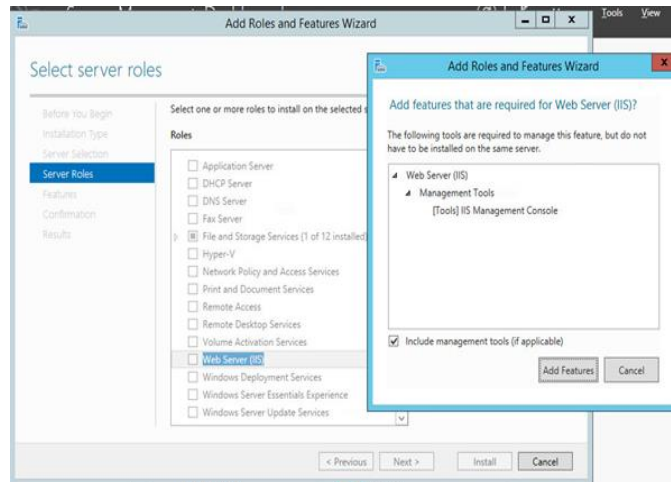 Add Roles and Features Wizard
Tools View
Select server roles
Before You Begin
Installation Type
Server Selection
Server Roles
Features
Confirmation
Results
Select one or more roles to install on the selected s
Roles
Application Server
DHCP Server
DNS Server
Fax Server
File and Storage Services (1 of 12 installed)
Hyper-V
Network Policy and Access Services
Print and Document Services
Remote Access
Remote Desktop Services
Volume Activation Services
Web Server (IIS)
Windows Deployment Services
Windows Server Essentials Experience
Windows Server Update Services
< Previous Next > Install Cancel
Add Roles and Features Wizard
Add features that are required for Web Server (IIS)?
The following tools are required to manage this feature, but do not
have to be installed on the same server.
Web Server (IIS)
Management Tools
[Tools] IIS Management Console
Include management tools (if applicable)
Add Features Cancel